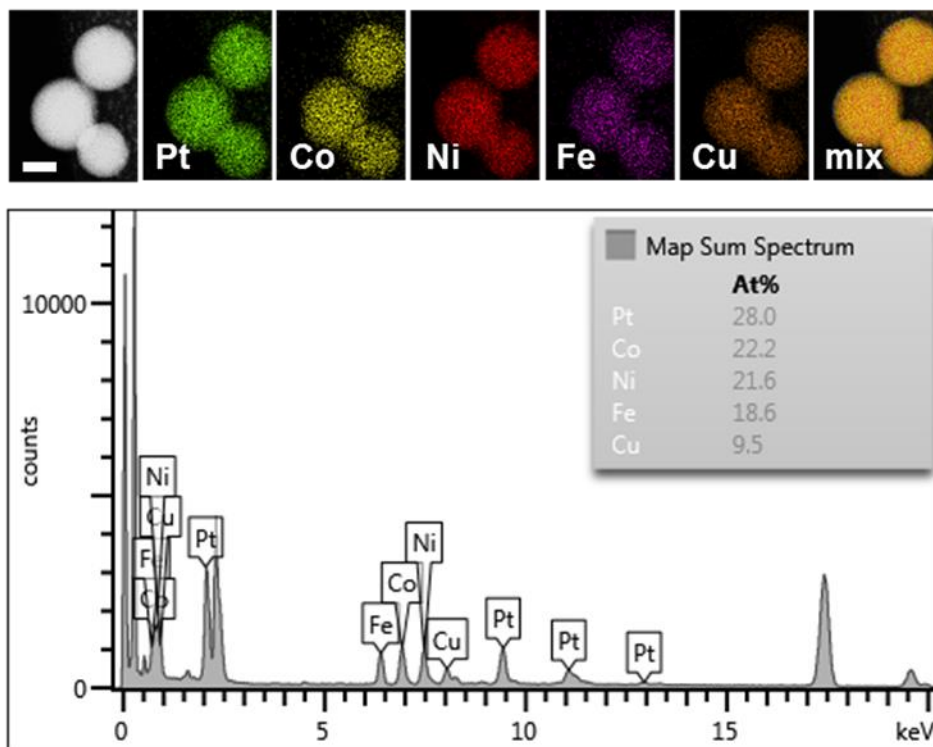 Pt Co Ni Fe Cu mix
Map Sum Spectrum
At%
Pt 28.0
Co 22.2
Ni 21.6
Fe 18.6
Cu 9.5
10000
counts
0
Ni
Cu
Fe
Co
Pt
Fe
Co
Ni
Cu
Pt
Pt
Pt
0 5 10 15 keV